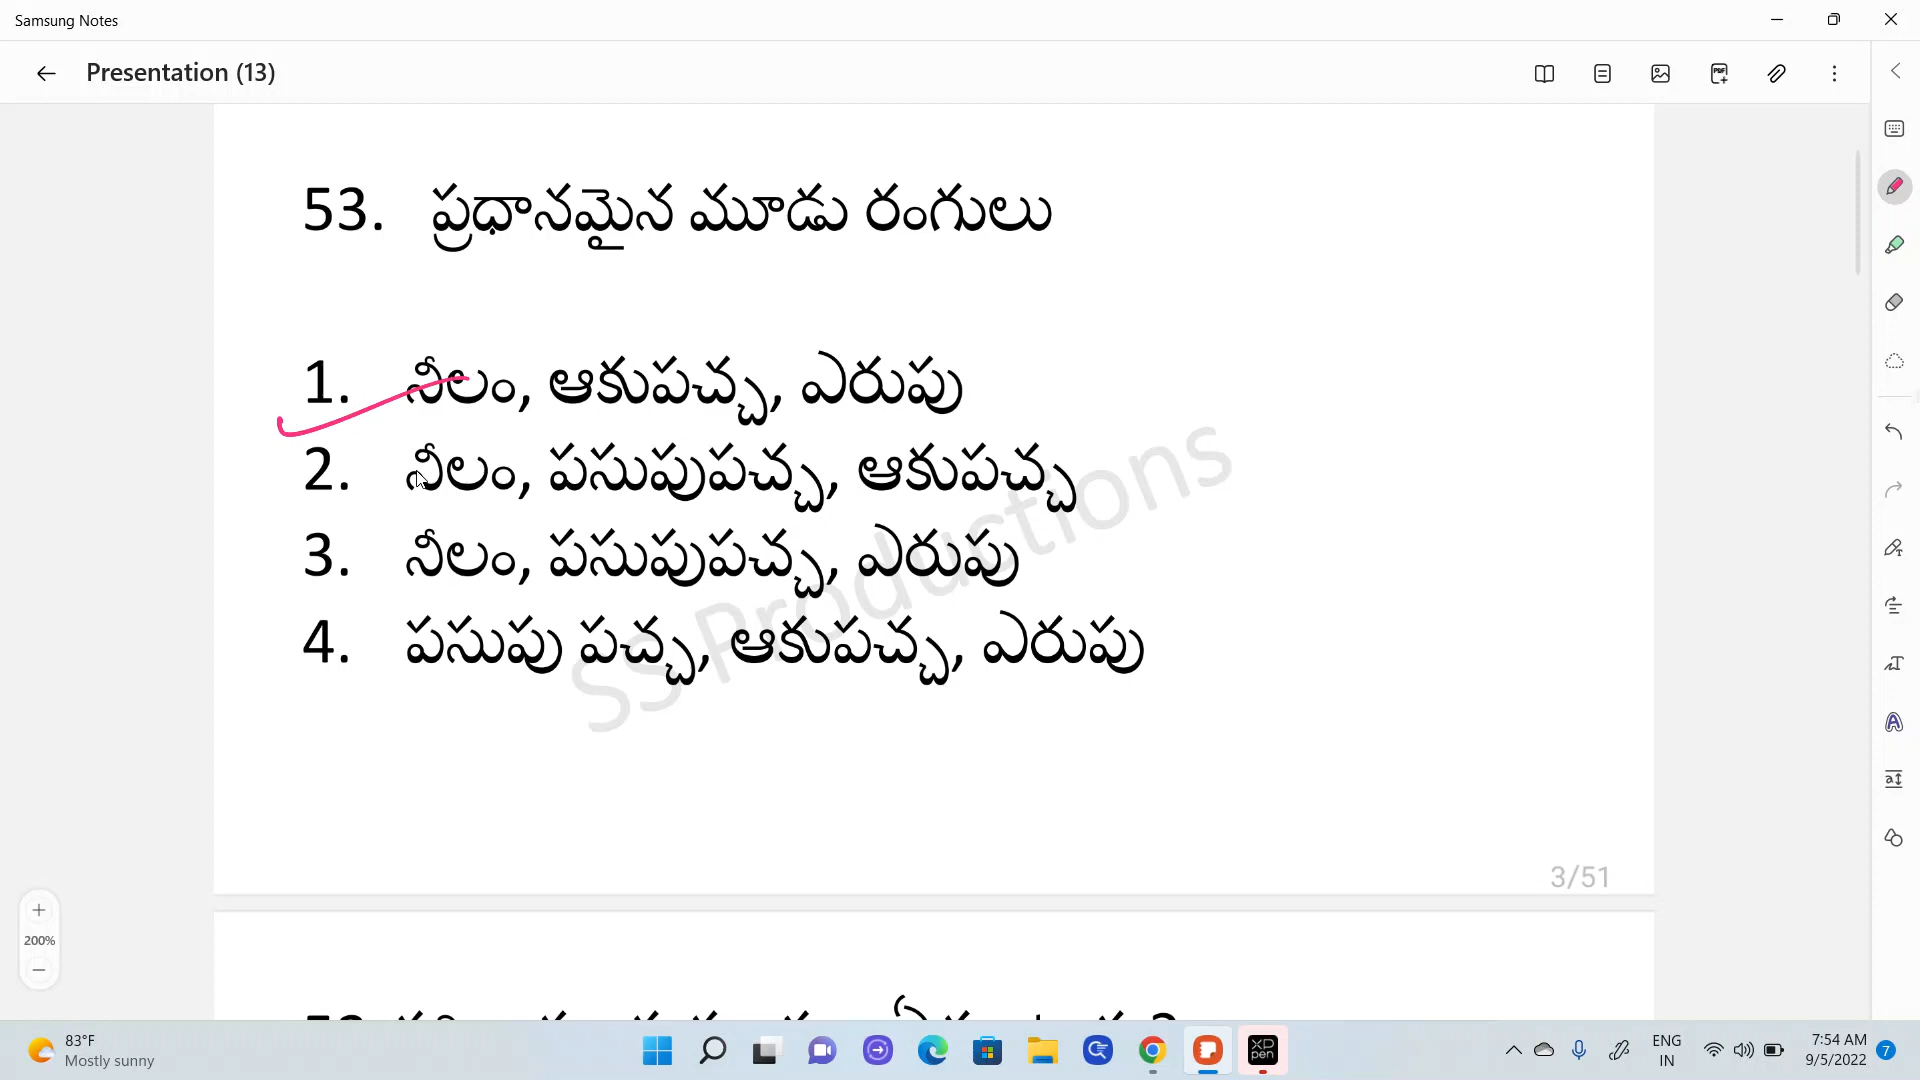 Samsung Notes
Presentation (13)
53. ప్రధానమైన మూడు రంగులు
1. నీలం, ఆకుపచ్చ, ఎరుపు
2. నీలం, పసుపుపచ్చ, ఆకుపచ్చ
3. నీలం, పసుపుపచ్చ, ఎరుపు
4. పసుపు పచ్చ, ఆకుపచ్చ, ఎరుపు
SS Productions
3/51
200%
83°F
Mostly sunny
ENG
IN
7:54 AM
9/5/2022
7